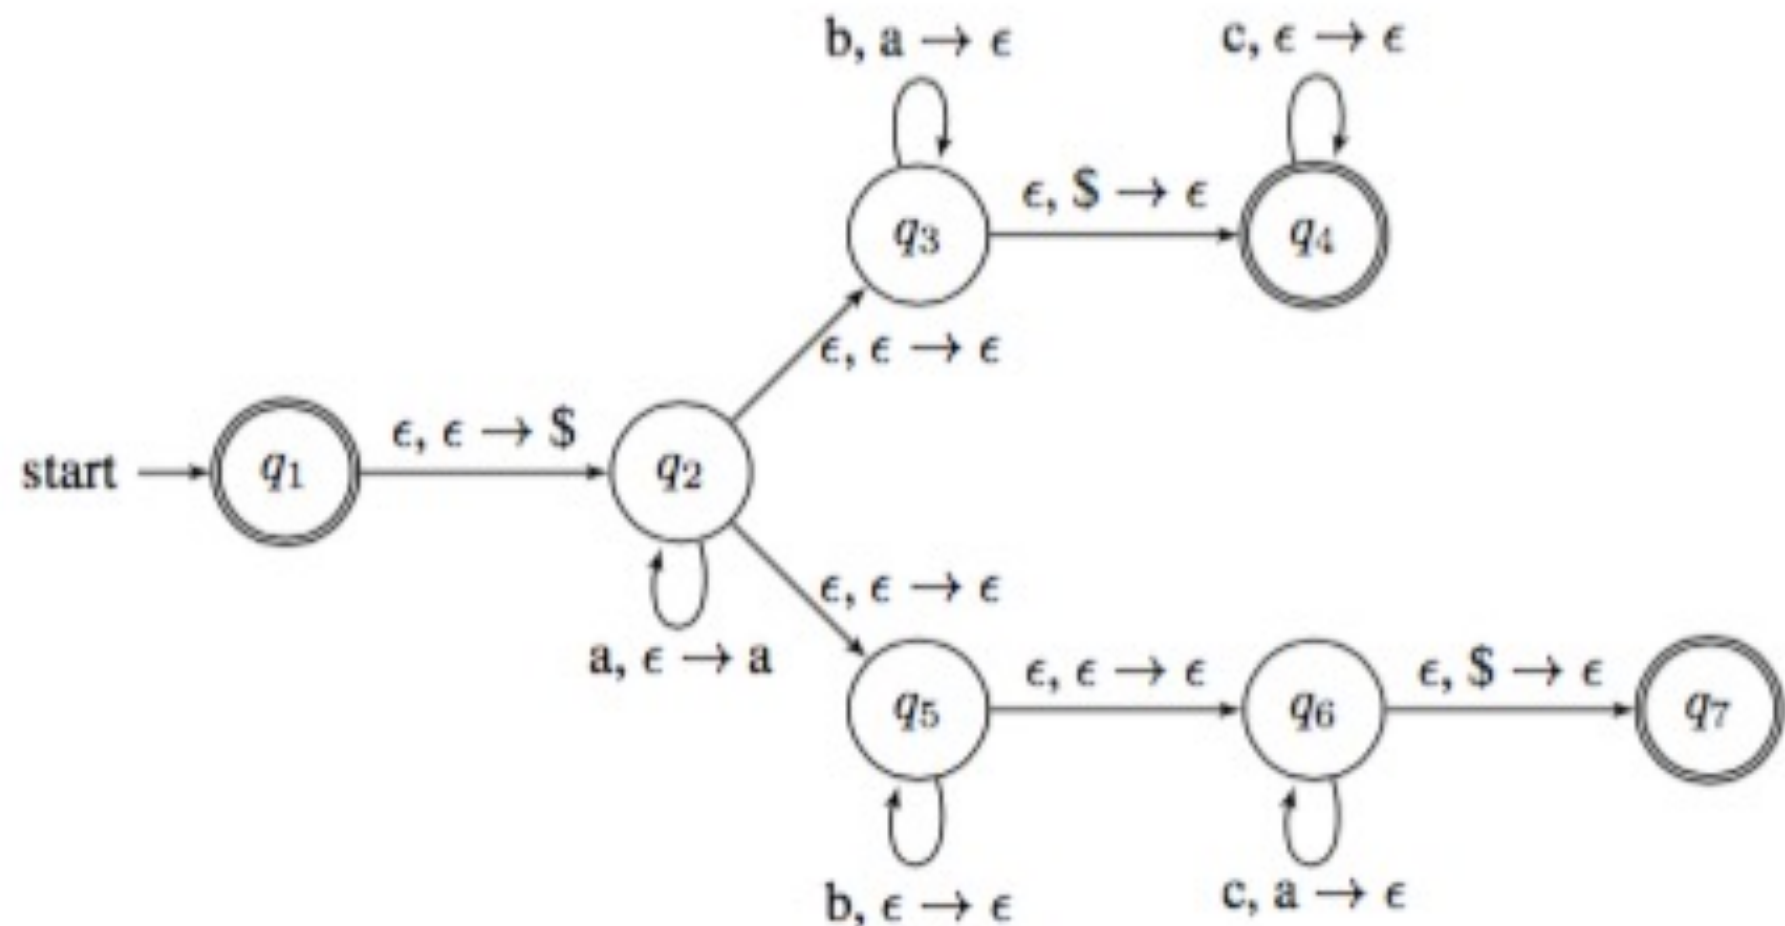 b, a → ϵ
c, ϵ → ϵ
ϵ, $ → ϵ
q3
q4
ϵ, ϵ → ϵ
ϵ, ϵ → $
start
q1
q2
ϵ, ϵ → ϵ
a, ϵ → a
ϵ, ϵ → ϵ
ϵ, $ → ϵ
q5
q6
q7
b, ϵ → ϵ
c, a → ϵ